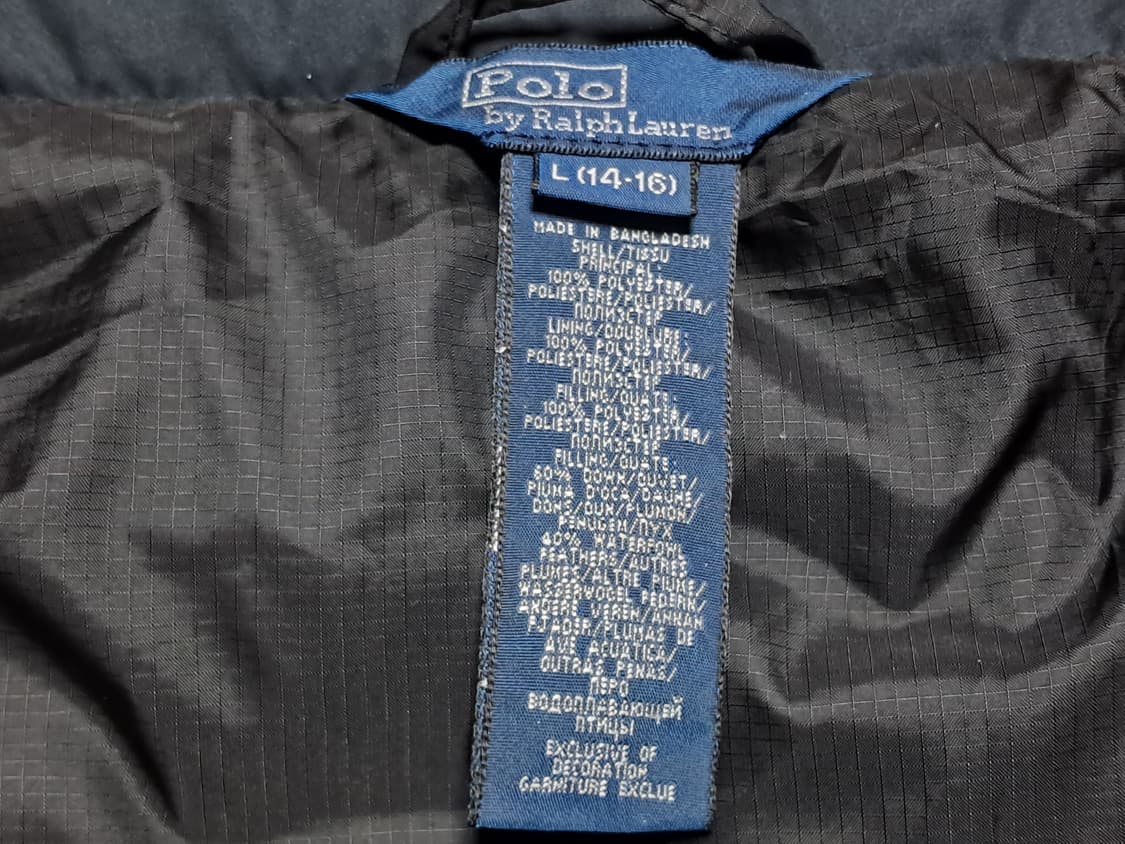 Polo
by Ralph Lauren
L (14-16)
MADE IN BANGLADESH
SHELL/TISSU
PRINCIPAL:
100% POLYESTER/
POLIESTERE/POLIESTER/
ПОЛИЭСТЕР
LINING/DOUBLURE:
100% POLYESTER/
POLIESTERE/POLIESTER/
ПОЛИЭСТЕР
FILLING/OUATE:
100% POLYESTER/
POLIESTERE/POLIESTER/
ПОЛИЭСТЕР
FILLING/OUATE:
60% DOWN/DUVET/
PIUMA D'OCA/DAUNE/
DONS/DUN/PLUMON/
PENUGEM/ПУХ
40% WATERFOWL
FEATHERS/AUTRES
PLUMES/ALTRE PIUME/
WASSERVOGEL FEDERN/
ANDERE VEREN/ANNAN
FJADER/PLUMAS DE
AVE ACUATICA/
OUTRAS PENAS/
ПЕРО
ВОДОПЛАВАЮЩЕЙ
ПТИЦЫ
EXCLUSIVE OF
DECORATION
GARNITURE EXCLUE